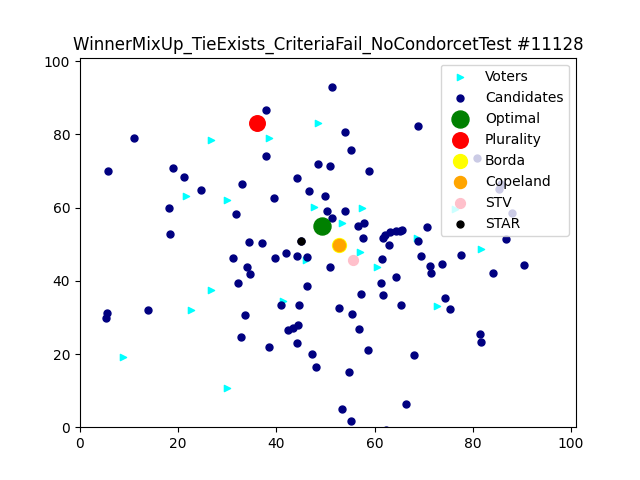 WinnerMixUp_TieExists_CriteriaFail_NoCondorcetTest #11128
100
80
60
40
20
0
0
20
40
60
80
100
Voters
Candidates
Optimal
Plurality
Borda
Copeland
STV
STAR